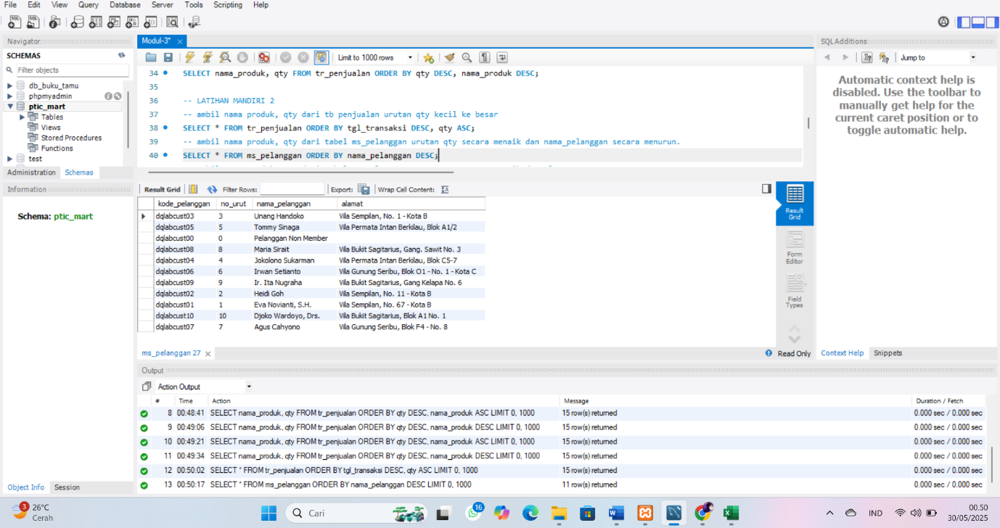 File Edit View Query Database Server Tools Scripting Help
Navigator
SCHEMAS
Filter objects
db_buku_tamu
phpmyadmin
ptic_mart
Tables
Views
Stored Procedures
Functions
test
Administration Schemas
Information
Schema: ptic_mart
Object Info Session
Modul-3*
Limit to 1000 rows
34 SELECT nama_produk, qty FROM tr_penjualan ORDER BY qty DESC, nama_produk DESC;
35
36 -- LATIHAN MANDIRI 2
37 -- ambil nama produk, qty dari tb penjualan urutan qty kecil ke besar
38 SELECT * FROM tr_penjualan ORDER BY tgl_transaksi DESC, qty ASC;
39 -- ambil nama produk, qty dari tabel ms_pelanggan urutan qty secara menaik dan nama_pelanggan secara menurun.
40 SELECT * FROM ms_pelanggan ORDER BY nama_pelanggan DESC;
Result Grid Filter Rows: Export: Wrap Cell Content: IA
kode_pelanggan no_urut nama_pelanggan alamat
dqlabcust03 3 Unang Handoko Vila Sempilan, No. 1 - Kota B
dqlabcust05 5 Tommy Sinaga Vila Permata Intan Berkilau, Blok A1/2
dqlabcust00 0 Pelanggan Non Member
dqlabcust08 8 Maria Sirait Vila Bukit Sagitarius, Gang. Sawit No. 3
dqlabcust04 4 Jokolono Sukarman Vila Permata Intan Berkilau, Blok C5-7
dqlabcust06 6 Irwan Setianto Vila Gunung Seribu, Blok O1 - No. 1 - Kota C
dqlabcust09 9 Ir. Ita Nugraha Vila Bukit Sagitarius, Gang Kelapa No. 6
dqlabcust02 2 Heidi Goh Vila Sempilan, No. 11 - Kota B
dqlabcust01 1 Eva Novianti, S.H. Vila Sempilan, No. 67 - Kota B
dqlabcust10 10 Djoko Wardoyo, Drs. Vila Bukit Sagitarius, Blok A1 No. 1
dqlabcust07 7 Agus Cahyono Vila Gunung Seribu, Blok F4 - No. 8
Result Grid
Form Editor
Field Types
ms_pelanggan 27
Read Only
SQLAdditions
Jump to
Automatic context help is
disabled. Use the toolbar to
manually get help for the
current caret position or to
toggle automatic help.
Context Help Snippets
Output
Action Output
# Time Action Message Duration / Fetch
8 00:48:41 SELECT nama_produk, qty FROM tr_penjualan ORDER BY qty DESC, nama_produk ASC LIMIT 0, 1000 15 row(s) returned 0.000 sec / 0.000 sec
9 00:49:06 SELECT nama_produk, qty FROM tr_penjualan ORDER BY qty DESC, nama_produk DESC LIMIT 0, 1000 15 row(s) returned 0.000 sec / 0.000 sec
10 00:49:21 SELECT nama_produk, qty FROM tr_penjualan ORDER BY qty DESC, nama_produk ASC LIMIT 0, 1000 15 row(s) returned 0.000 sec / 0.000 sec
11 00:49:34 SELECT nama_produk, qty FROM tr_penjualan ORDER BY qty DESC, nama_produk DESC LIMIT 0, 1000 15 row(s) returned 0.000 sec / 0.000 sec
12 00:50:02 SELECT * FROM tr_penjualan ORDER BY tgl_transaksi DESC, qty ASC LIMIT 0, 1000 15 row(s) returned 0.000 sec / 0.000 sec
13 00:50:17 SELECT * FROM ms_pelanggan ORDER BY nama_pelanggan DESC LIMIT 0, 1000 11 row(s) returned 0.000 sec / 0.000 sec
3
26°C
Cerah
Cari
16
IND
00.50
30/05/2025